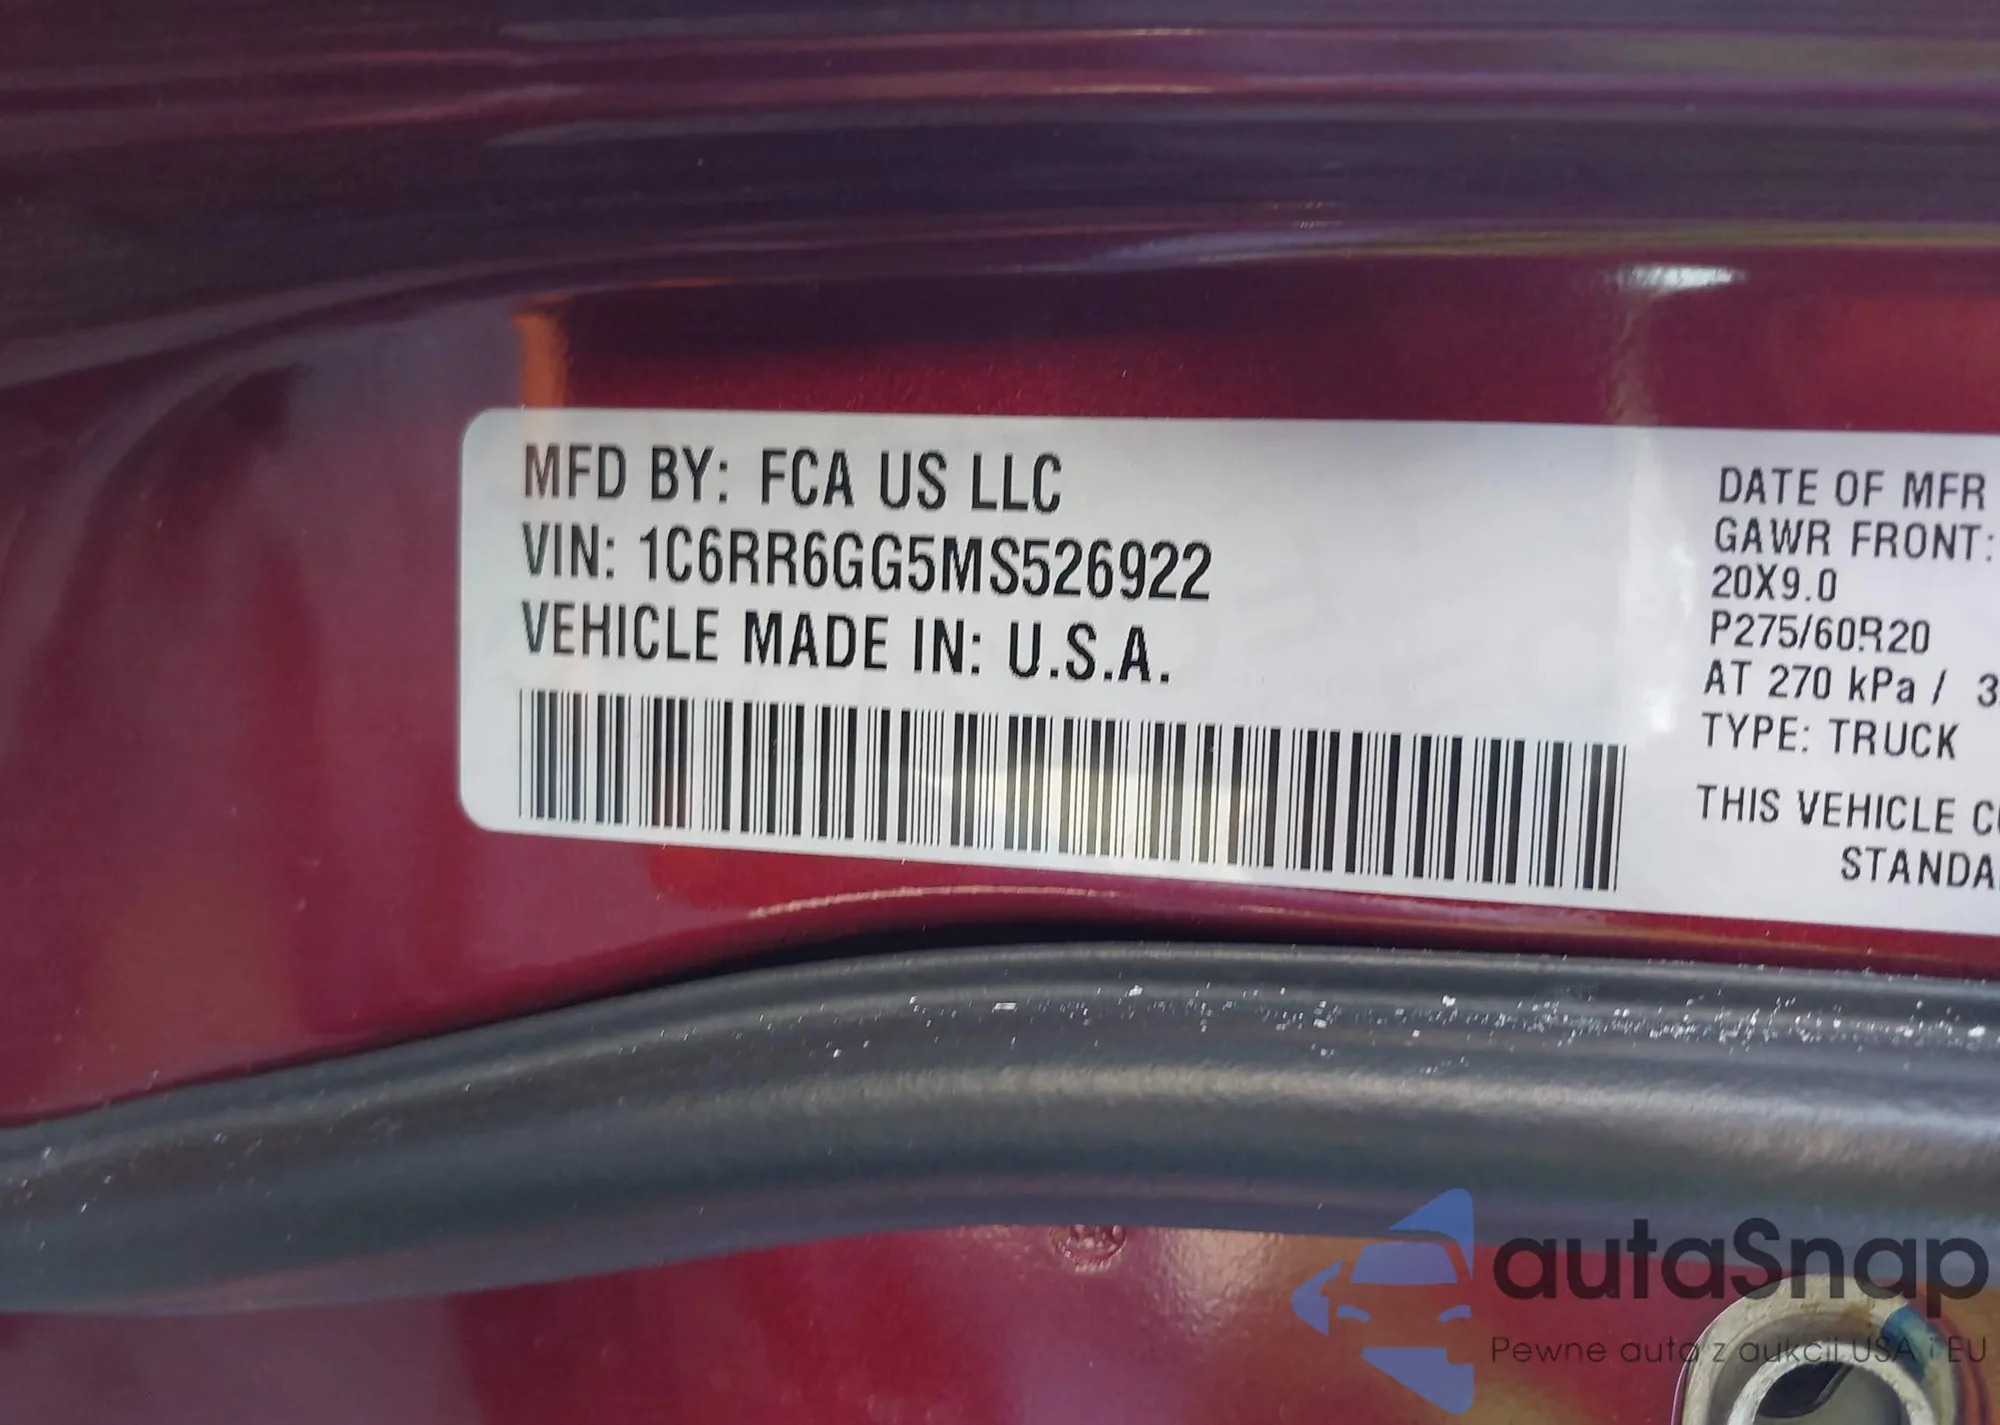 MFD BY: FCA US LLC
VIN: 1C6RR6GG5MS526922
VEHICLE MADE IN: U.S.A.
DATE OF MFR
GAWR FRONT:
20X9.0
P275/60R20
AT 270 kPa / 3
TYPE: TRUCK
THIS VEHICLE
STANDA
autaSnap
Pewne auta z aukcji USA i EU